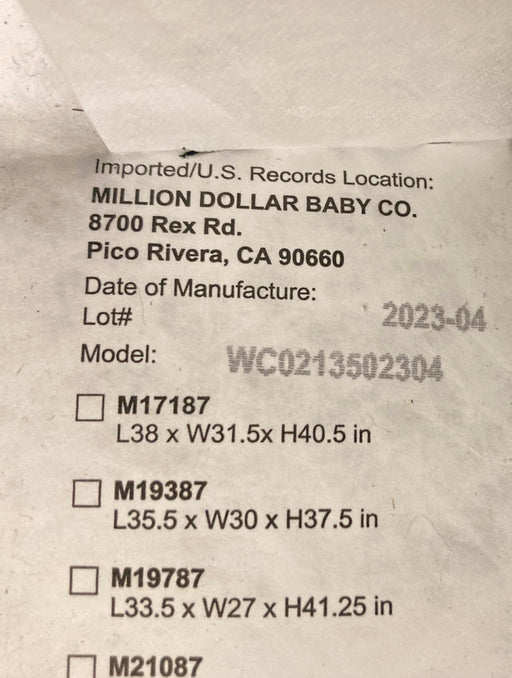 Imported/U.S. Records Location:
MILLION DOLLAR BABY CO.
8700 Rex Rd.
Pico Rivera, CA 90660
Date of Manufacture:
2023-04
Lot#
WC0213502304
Model:
M17187
L38 x W31.5x H40.5 in
M19387
L35.5 x W30 x H37.5 in
M19787
L33.5 x W27 x H41.25 in
M21087